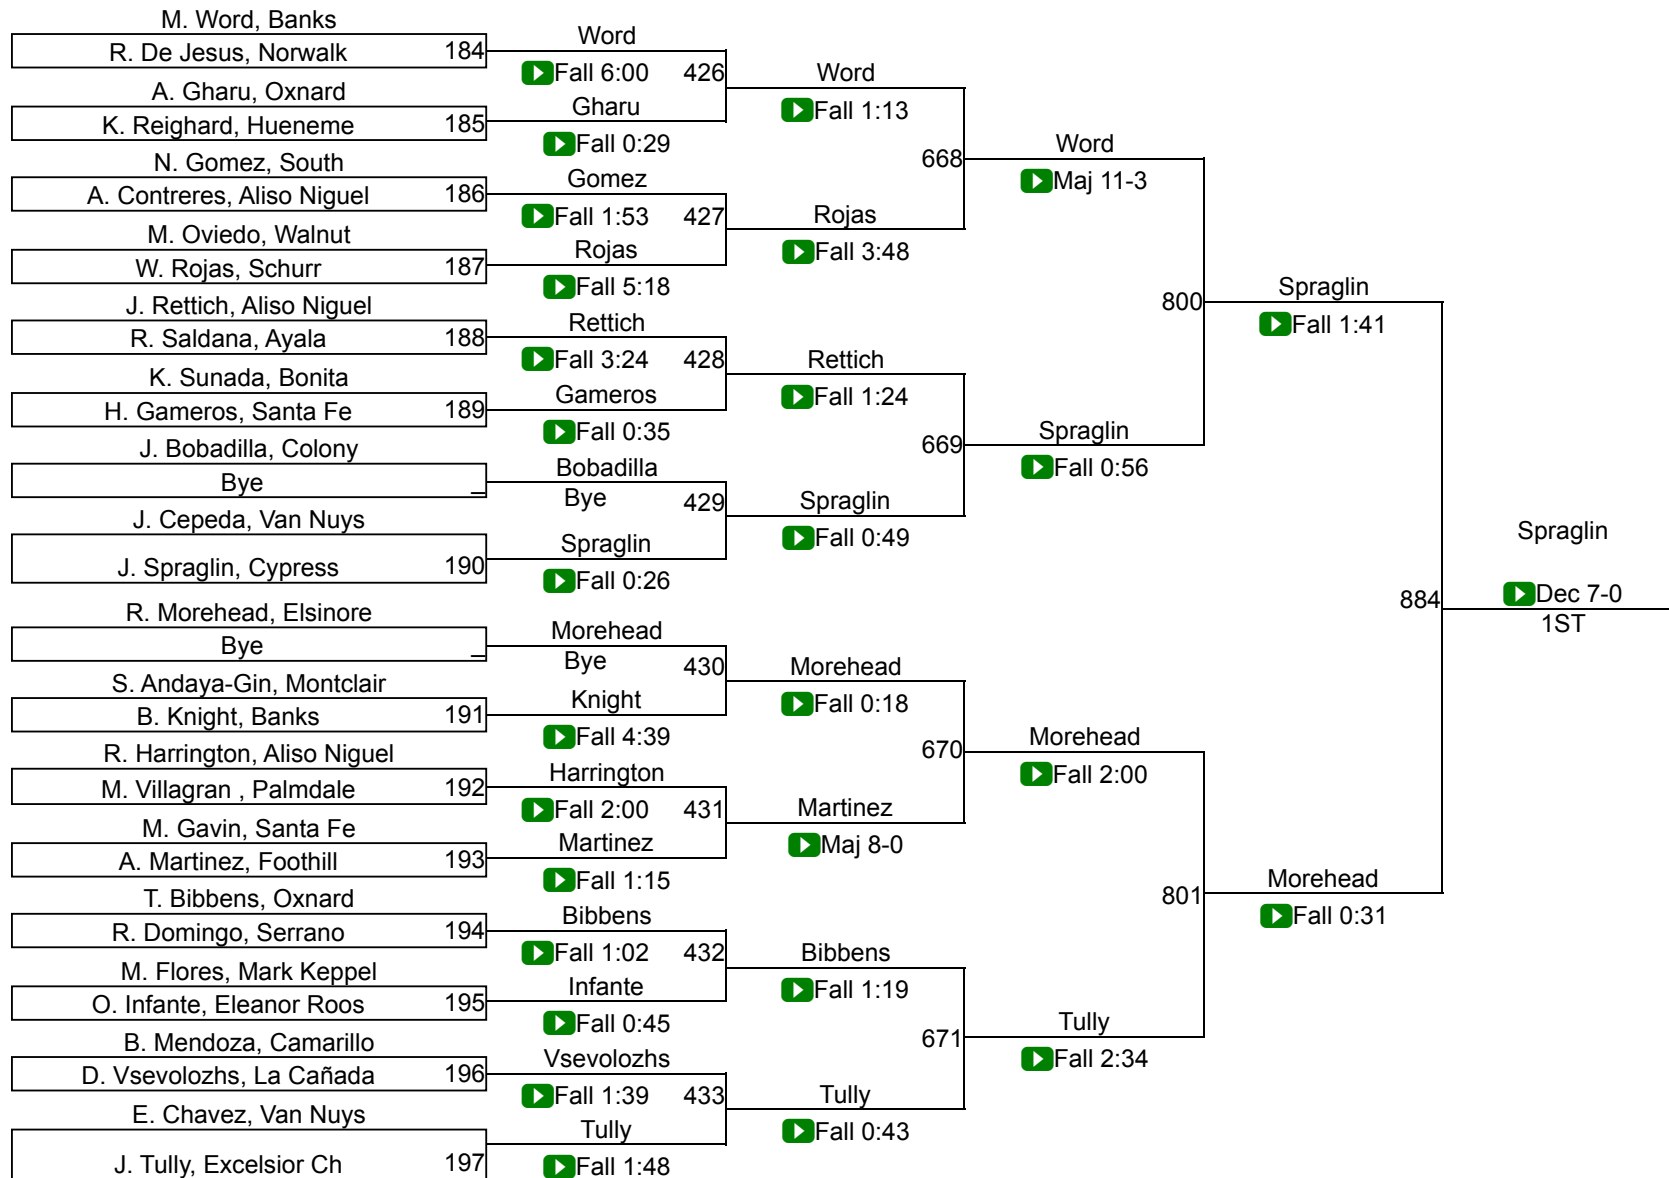 M. Word, Banks
R. De Jesus, Norwalk 184
A. Gharu, Oxnard
K. Reighard, Hueneme 185
N. Gomez, South
A. Contreres, Aliso Niguel 186
M. Oviedo, Walnut
W. Rojas, Schurr 187
J. Rettich, Aliso Niguel
R. Saldana, Ayala 188
K. Sunada, Bonita
H. Gameros, Santa Fe 189
J. Bobadilla, Colony
Bye _
J. Cepeda, Van Nuys
J. Spraglin, Cypress 190
R. Morehead, Elsinore
Bye _
S. Andaya-Gin, Montclair
B. Knight, Banks 191
R. Harrington, Aliso Niguel
M. Villagran , Palmdale 192
M. Gavin, Santa Fe
A. Martinez, Foothill 193
T. Bibbens, Oxnard
R. Domingo, Serrano 194
M. Flores, Mark Keppel
O. Infante, Eleanor Roos 195
B. Mendoza, Camarillo
D. Vsevolozhs, La Cañada 196
E. Chavez, Van Nuys
J. Tully, Excelsior Ch 197
Word
Fall 6:00 426
Gharu
Fall 0:29
Gomez
Fall 1:53 427
Rojas
Fall 5:18
Rettich
Fall 3:24 428
Gameros
Fall 0:35
Bobadilla
Bye 429
Spraglin
Fall 0:26
Morehead
Bye 430
Knight
Fall 4:39
Harrington
Fall 2:00 431
Martinez
Fall 1:15
Bibbens
Fall 1:02 432
Infante
Fall 0:45
Vsevolozhs
Fall 1:39 433
Tully
Fall 1:48
Word
Fall 1:13
668
Rojas
Fall 3:48
Rettich
Fall 1:24
669
Spraglin
Fall 0:49
Morehead
Fall 0:18
670
Martinez
Maj 8-0
Bibbens
Fall 1:19
671
Tully
Fall 0:43
Word
Maj 11-3
800
Spraglin
Fall 0:56
Morehead
Fall 2:00
801
Tully
Fall 2:34
Spraglin
Fall 1:41
884
Morehead
Fall 0:31
Spraglin
Dec 7-0
1ST